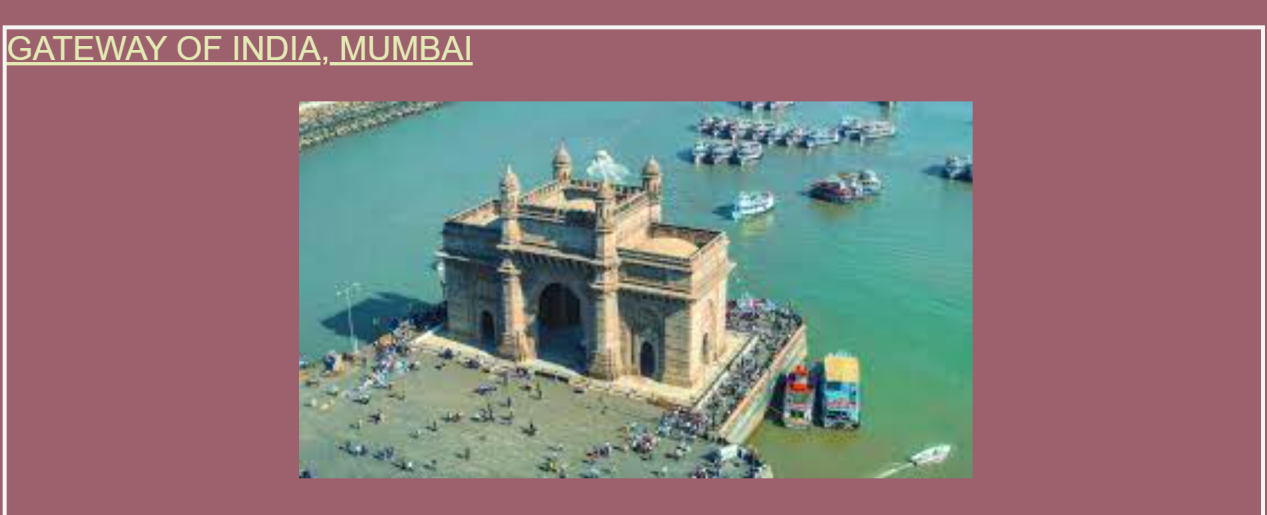 GATEWAY OF INDIA, MUMBAI